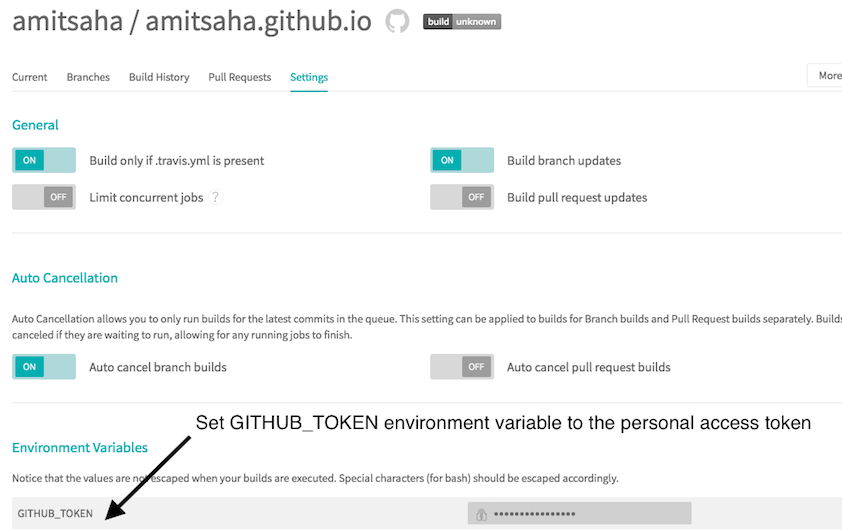 amitsaha / amitsaha.github.io build unknown
Current Branches Build History Pull Requests Settings More
General
ON Build only if .travis.yml is present ON Build branch updates
OFF Limit concurrent jobs ? OFF Build pull request updates
Auto Cancellation
Auto Cancellation allows you to only run builds for the latest commits in the queue. This setting can be applied to builds for Branch builds and Pull Request builds separately. Builds
canceled if they are waiting to run, allowing for any running jobs to finish.
ON Auto cancel branch builds OFF Auto cancel pull request builds
Set GITHUB_TOKEN environment variable to the personal access token
Environment Variables
Notice that the values are not escaped when your builds are executed. Special characters (for bash) should be escaped accordingly.
GITHUB_TOKEN ••••••••••••••••